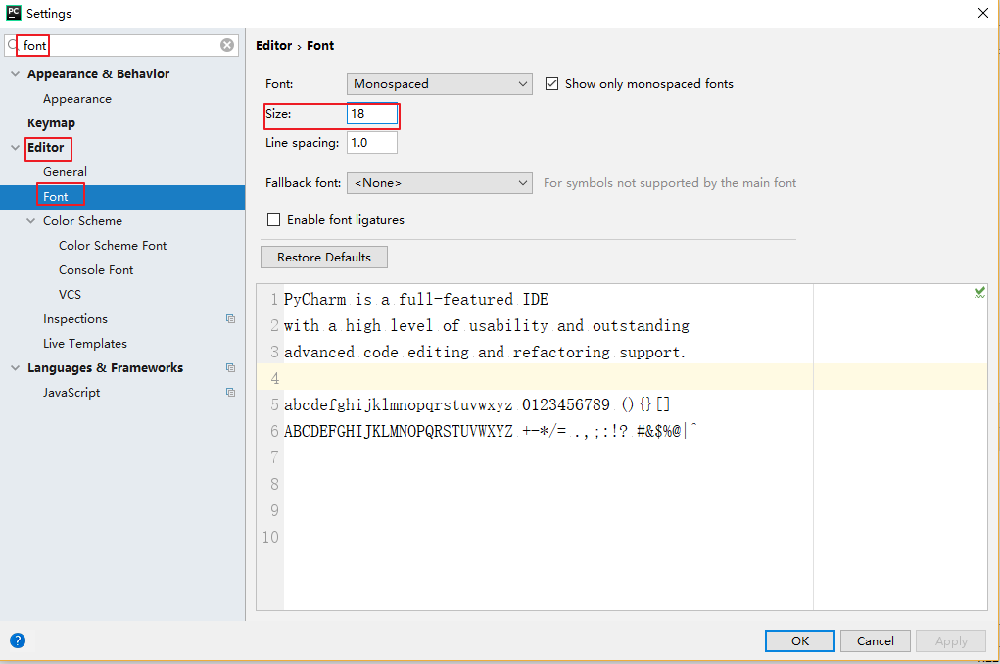 PC Settings
font
Appearance & Behavior
Appearance
Keymap
Editor
General
Font
Color Scheme
Color Scheme Font
Console Font
VCS
Inspections
Live Templates
Languages & Frameworks
JavaScript
Editor › Font
Font: Monospaced Show only monospaced fonts
Size: 18
Line spacing: 1.0
Fallback font: <None> For symbols not supported by the main font
Enable font ligatures
Restore Defaults
1 PyCharm is a full-featured IDE
2 with a high level of usability and outstanding
3 advanced code editing and refactoring support.
4
5 abcdefghijklmnopqrstuvwxyz 0123456789 (){}[]
6 ABCDEFGHIJKLMNOPQRSTUVWXYZ +-*/= .,;:!? #&$%@|^
7
8
9
10
? OK Cancel Apply